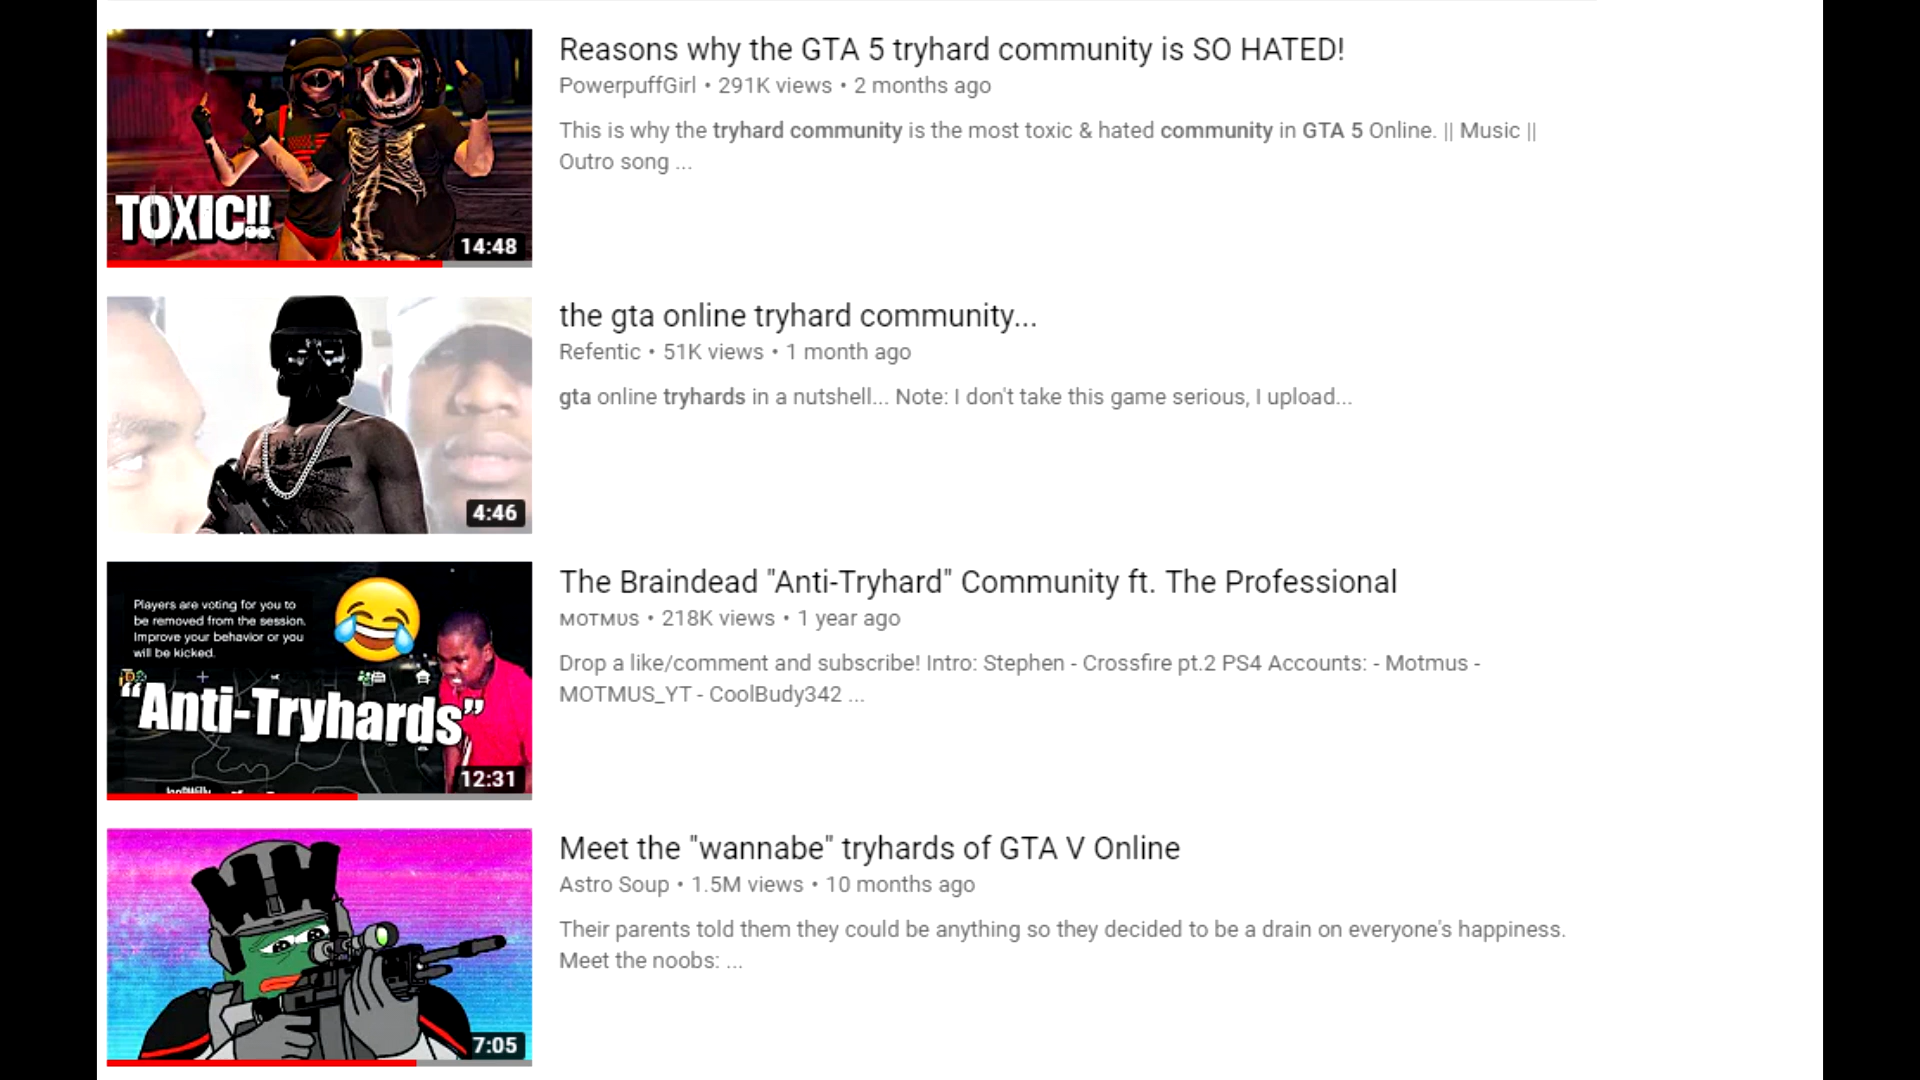 Reasons why the GTA 5 tryhard community is SO HATED!
PowerpuffGirl • 291K views • 2 months ago
This is why the tryhard community is the most toxic & hated community in GTA 5 Online. || Music ||
Outro song ...
TOXIC!!
14:48
the gta online tryhard community...
Refentic • 51K views • 1 month ago
gta online tryhards in a nutshell... Note: I don't take this game serious, I upload...
4:46
The Braindead "Anti-Tryhard" Community ft. The Professional
ᴍᴏᴛᴍᴜs • 218K views • 1 year ago
Drop a like/comment and subscribe! Intro: Stephen - Crossfire pt.2 PS4 Accounts: - Motmus -
MOTMUS_YT - CoolBudy342 ...
Players are voting for you to
be removed from the session.
Improve your behavior or you
will be kicked.
“Anti-Tryhards”
12:31
Meet the "wannabe" tryhards of GTA V Online
Astro Soup • 1.5M views • 10 months ago
Their parents told them they could be anything so they decided to be a drain on everyone's happiness.
Meet the noobs: ...
7:05